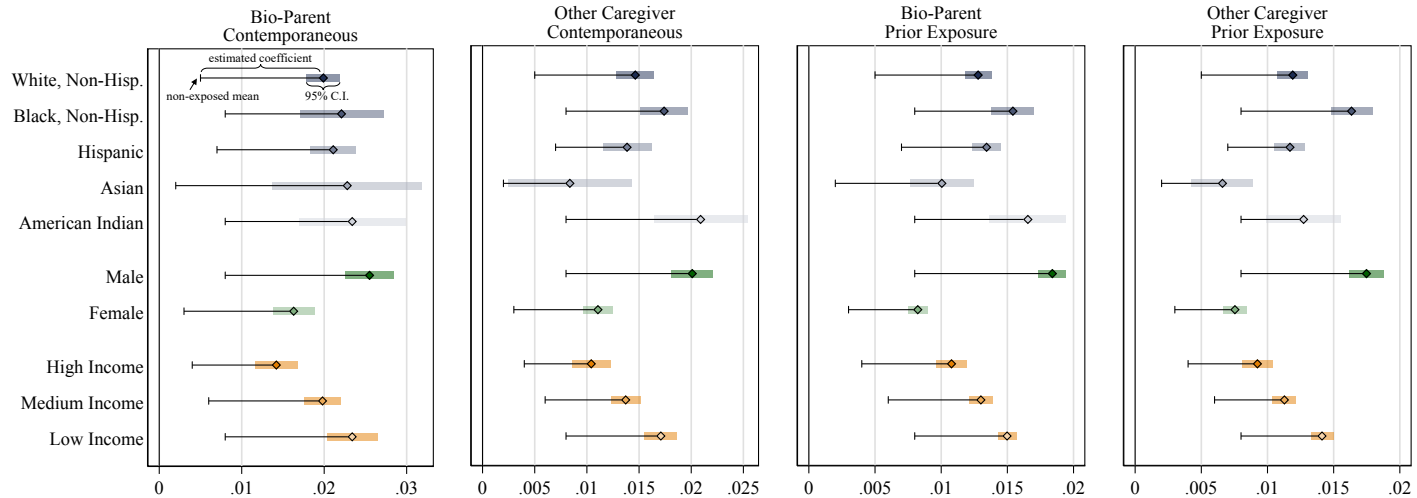 Bio-Parent
Contemporaneous
Other Caregiver
Contemporaneous
Bio-Parent
Prior Exposure
Other Caregiver
Prior Exposure
estimated coefficient
White, Non-Hisp.
non-exposed mean
95% C.I.
Black, Non-Hisp.
Hispanic
Asian
American Indian
Male
Female
High Income
Medium Income
Low Income
0 .01 .02 .03
0 .005 .01 .015 .02 .025
0 .005 .01 .015 .02
0 .005 .01 .015 .02